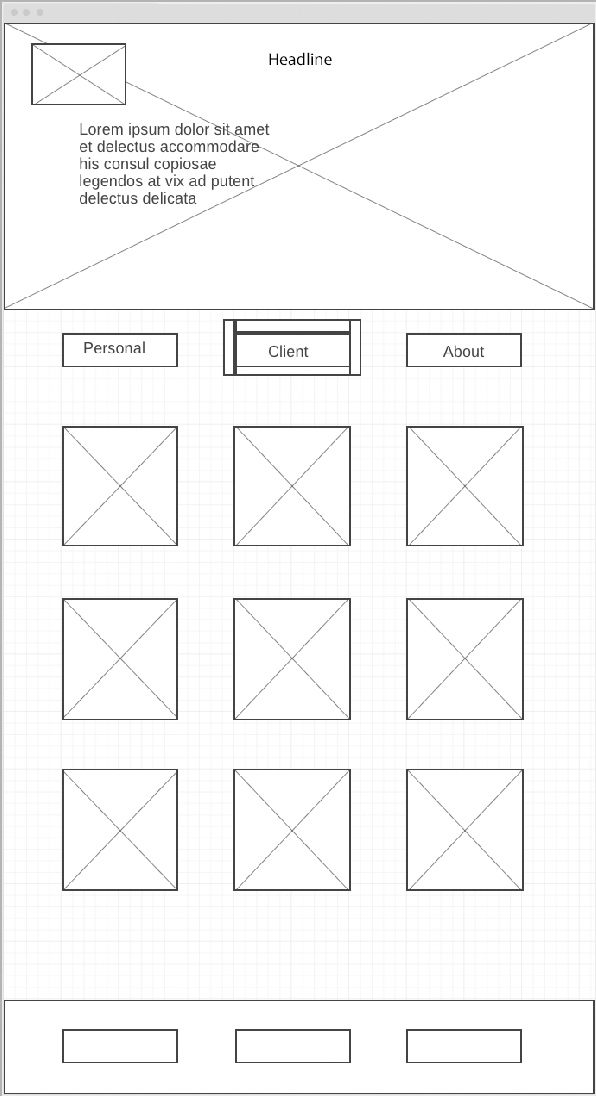 Headline
Lorem ipsum dolor sit amet
et delectus accommodare
his consul copiosae
legendos at vix ad putent
delectus delicata
Personal
Client
About